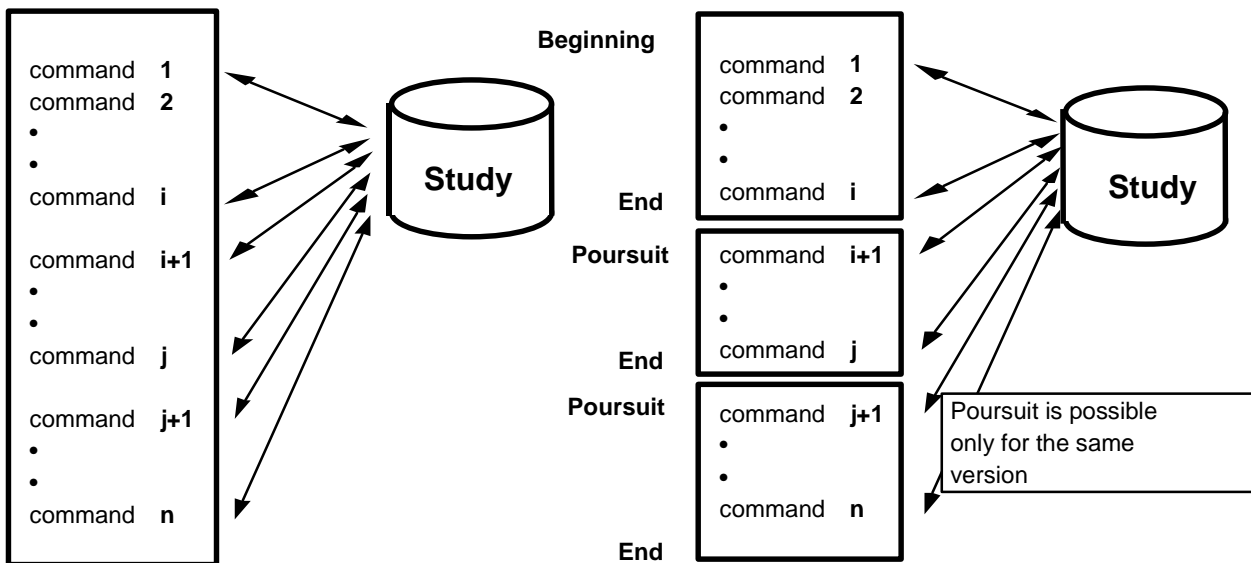 command 1
command 2
•
•
command i
command i+1
•
•
command j
command j+1
•
•
command n
Study
Beginning
command 1
command 2
•
•
command i
End
Poursuit
command i+1
•
•
command j
End
Poursuit
command j+1
•
•
command n
End
Study
Poursuit is possible
only for the same
version